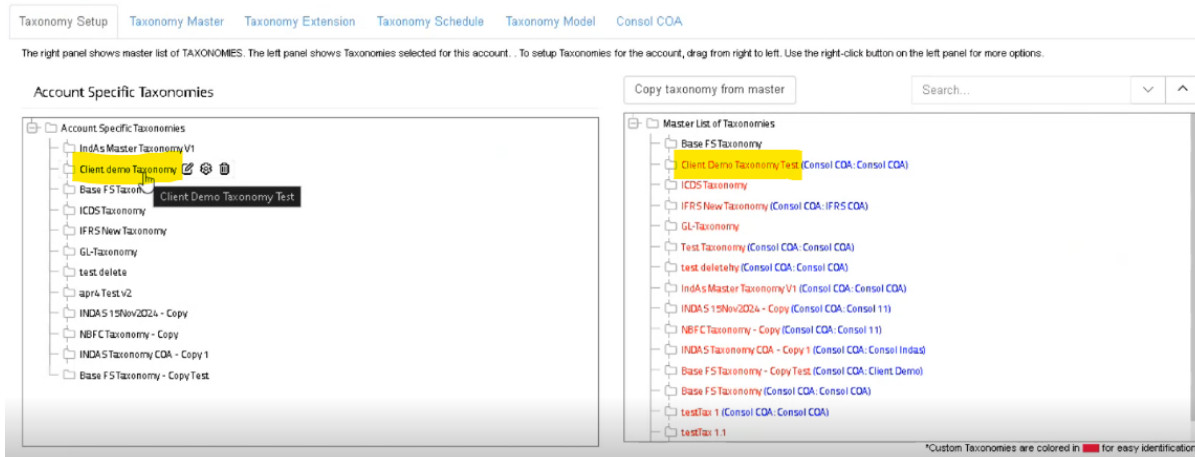 Taxonomy Setup Taxonomy Master Taxonomy Extension Taxonomy Schedule Taxonomy Model Consol COA
The right panel shows master list of TAXONOMIES. The left panel shows Taxonomies selected for this account. . To setup Taxonomies for the account, drag from right to left. Use the right-click button on the left panel for more options.
Account Specific Taxonomies
Account Specific Taxonomies
IndAs Master Taxonomy V1
Client demo Taxonomy
Base FS Taxon
Client Demo Taxonomy Test
ICDS Taxonomy
IFRS New Taxonomy
GL-Taxonomy
test delete
apr4 Test v2
INDAS 15Nov2024 - Copy
NBFC Taxonomy - Copy
INDAS Taxonomy COA - Copy 1
Base FS Taxonomy - Copy Test
Copy taxonomy from master
Search...
Master List of Taxonomies
Base FS Taxonomy
Client Demo Taxonomy Test (Consol COA: Consol COA)
ICDS Taxonomy
IFRS New Taxonomy (Consol COA: IFRS COA)
GL-Taxonomy
Test Taxonomy (Consol COA: Consol COA)
test deletehy (Consol COA: Consol COA)
IndAs Master Taxonomy V1 (Consol COA: Consol COA)
INDAS 15Nov2024 - Copy (Consol COA: Consol 11)
NBFC Taxonomy - Copy (Consol COA: Consol 11)
INDAS Taxonomy COA - Copy 1 (Consol COA: Consol Indas)
Base FS Taxonomy - Copy Test (Consol COA: Client Demo)
Base FS Taxonomy (Consol COA: Consol COA)
testTax 1 (Consol COA: Consol COA)
testTax 1.1
*Custom Taxonomies are colored in for easy identification